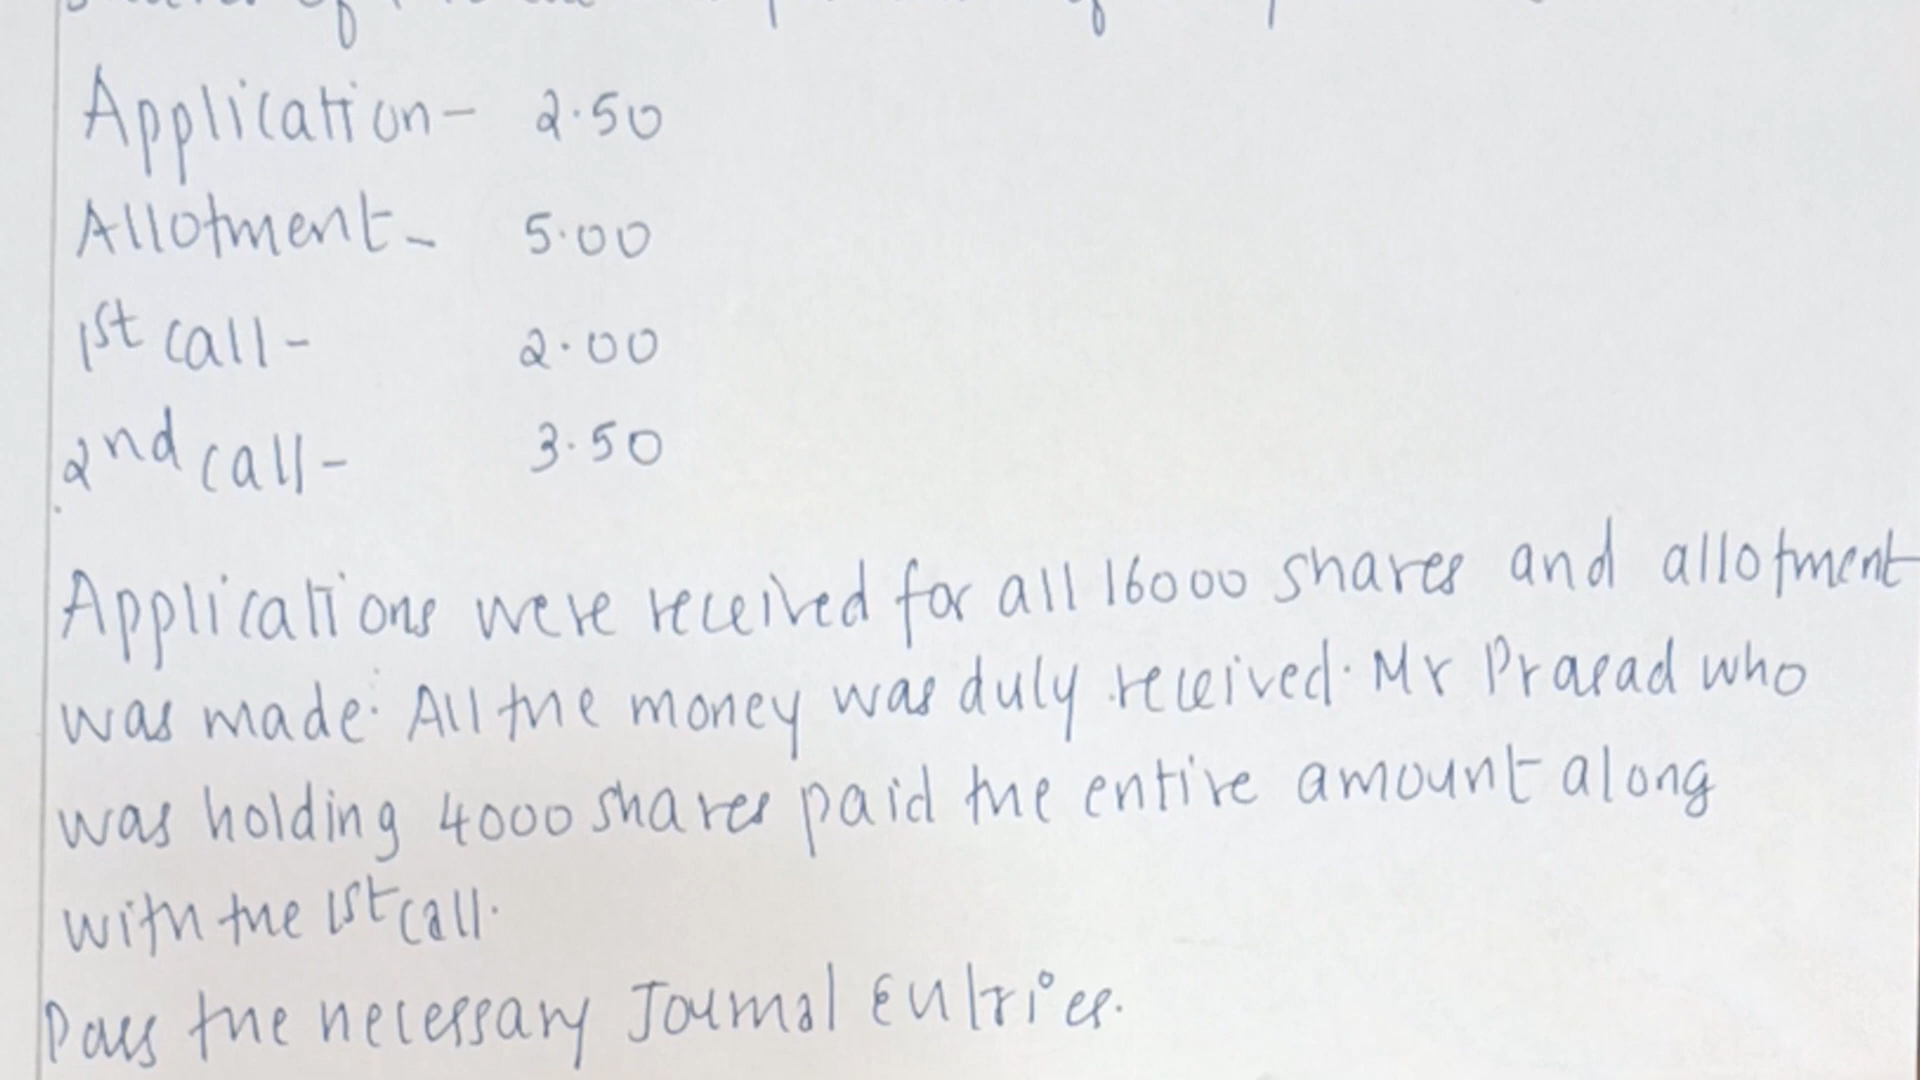 Application - 2.50
Allotment - 5.00
1st call - 2.00
2nd call - 3.50
Applications were received for all 16000 shares and allotment
was made. All the money was duly received. Mr Prasad who
was holding 4000 shares paid the entire amount along
with the 1st call.
Pass the necessary Journal Entries.